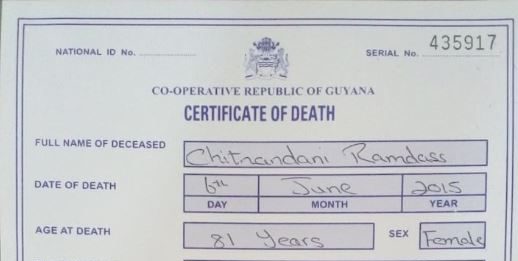 NATIONAL ID No. ............ SERIAL No. 435917
CO-OPERATIVE REPUBLIC OF GUYANA
CERTIFICATE OF DEATH
FULL NAME OF DECEASED Chitnandani Ramdass
DATE OF DEATH 6th June 2015
DAY MONTH YEAR
AGE AT DEATH 81 Years SEX Female